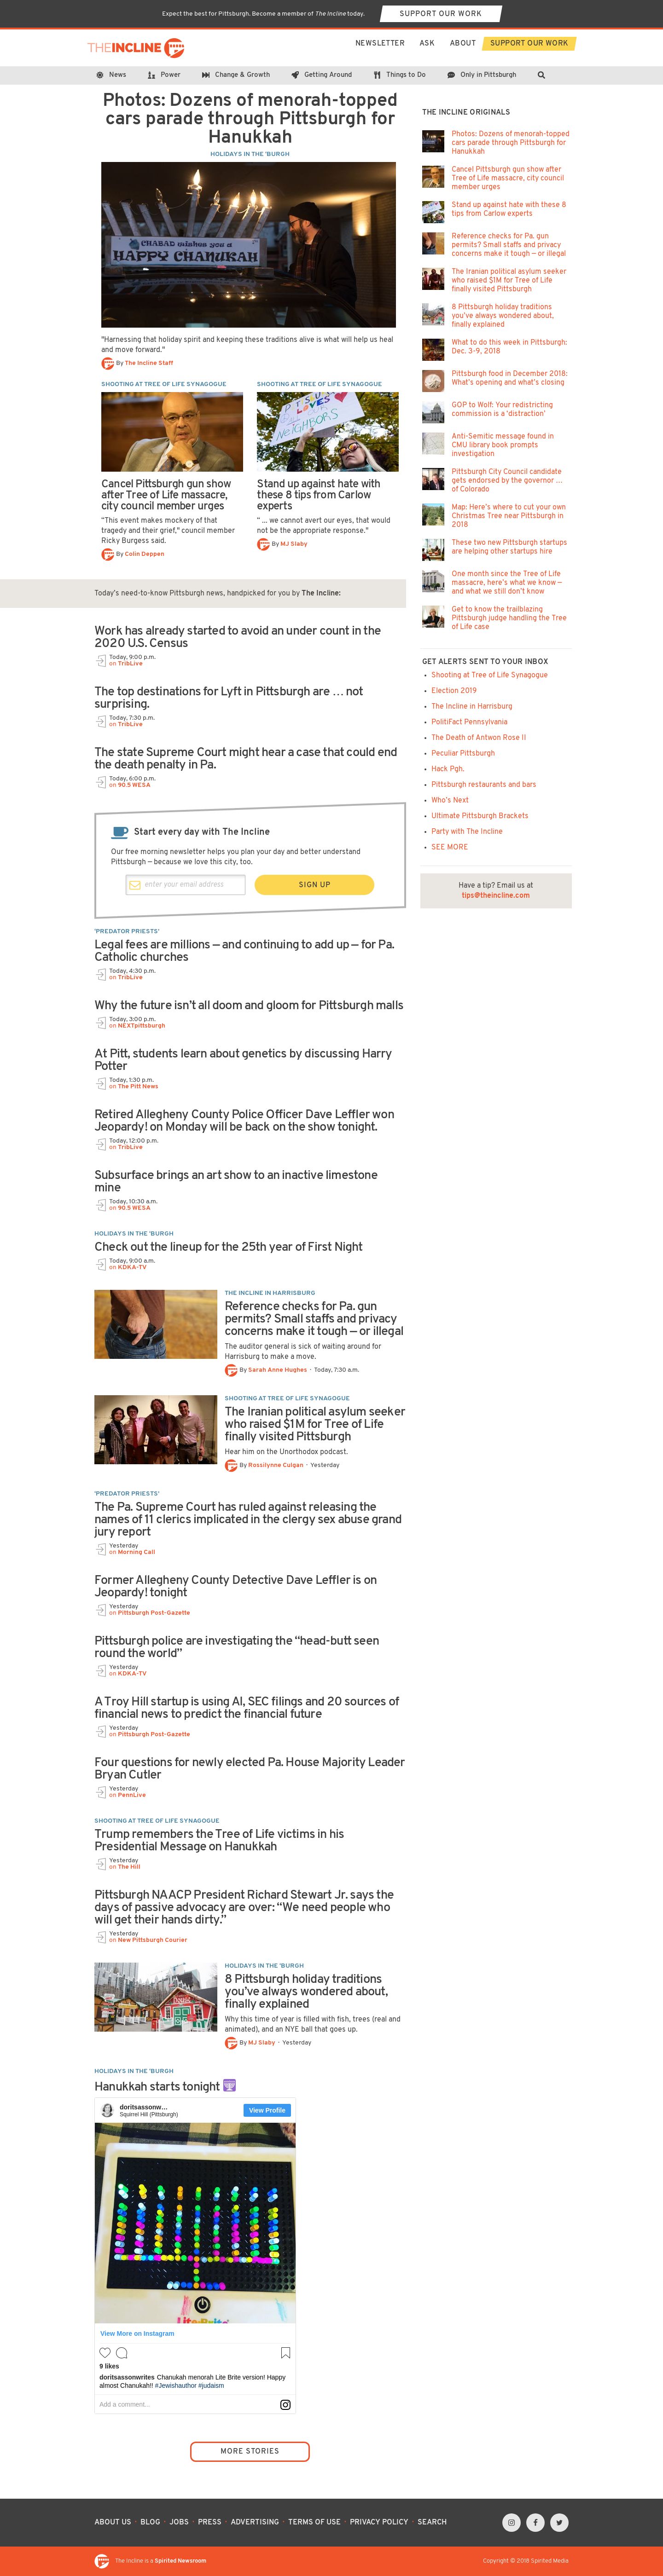 Expect the best for Pittsburgh. Become a member of The Incline today.
SUPPORT OUR WORK
THEINCLINE
NEWSLETTER
ASK
ABOUT
SUPPORT OUR WORK
News
Power
Change & Growth
Getting Around
Things to Do
Only in Pittsburgh
Photos: Dozens of menorah-topped
cars parade through Pittsburgh for
Hanukkah
HOLIDAYS IN THE 'BURGH
CHABAD wishes you a
HAPPY CHANUKAH
"Harnessing that holiday spirit and keeping these traditions alive is what will help us heal
and move forward."
By The Incline Staff
SHOOTING AT TREE OF LIFE SYNAGOGUE
Cancel Pittsburgh gun show
after Tree of Life massacre,
city council member urges
"This event makes mockery of that
tragedy and their grief," council member
Ricky Burgess said.
By Colin Deppen
SHOOTING AT TREE OF LIFE SYNAGOGUE
LOVES
NEIGHBORS
Stand up against hate with
these 8 tips from Carlow
experts
" ... we cannot avert our eyes, that would
not be the appropriate response."
By MJ Slaby
Today's need-to-know Pittsburgh news, handpicked for you by The Incline:
Work has already started to avoid an under count in the
2020 U.S. Census
Today, 9:00 p.m.
on TribLive
The top destinations for Lyft in Pittsburgh are … not
surprising.
Today, 7:30 p.m.
on TribLive
The state Supreme Court might hear a case that could end
the death penalty in Pa.
Today, 6:00 p.m.
on 90.5 WESA
Start every day with The Incline
Our free morning newsletter helps you plan your day and better understand
Pittsburgh — because we love this city, too.
enter your email address
SIGN UP
'PREDATOR PRIESTS'
Legal fees are millions — and continuing to add up — for Pa.
Catholic churches
Today, 4:30 p.m.
on TribLive
Why the future isn't all doom and gloom for Pittsburgh malls
Today, 3:00 p.m.
on NEXTpittsburgh
At Pitt, students learn about genetics by discussing Harry
Potter
Today, 1:30 p.m.
on The Pitt News
Retired Allegheny County Police Officer Dave Leffler won
Jeopardy! on Monday will be back on the show tonight.
Today, 12:00 p.m.
on TribLive
Subsurface brings an art show to an inactive limestone
mine
Today, 10:30 a.m.
on 90.5 WESA
HOLIDAYS IN THE 'BURGH
Check out the lineup for the 25th year of First Night
Today, 9:00 a.m.
on KDKA-TV
THE INCLINE IN HARRISBURG
Reference checks for Pa. gun
permits? Small staffs and privacy
concerns make it tough — or illegal
The auditor general is sick of waiting around for
Harrisburg to make a move.
By Sarah Anne Hughes · Today, 7:30 a.m.
SHOOTING AT TREE OF LIFE SYNAGOGUE
The Iranian political asylum seeker
who raised $1M for Tree of Life
finally visited Pittsburgh
Hear him on the Unorthodox podcast.
By Rossilynne Culgan · Yesterday
'PREDATOR PRIESTS'
The Pa. Supreme Court has ruled against releasing the
names of 11 clerics implicated in the clergy sex abuse grand
jury report
Yesterday
on Morning Call
Former Allegheny County Detective Dave Leffler is on
Jeopardy! tonight
Yesterday
on Pittsburgh Post-Gazette
Pittsburgh police are investigating the “head-butt seen
round the world”
Yesterday
on KDKA-TV
A Troy Hill startup is using AI, SEC filings and 20 sources of
financial news to predict the financial future
Yesterday
on Pittsburgh Post-Gazette
Four questions for newly elected Pa. House Majority Leader
Bryan Cutler
Yesterday
on PennLive
SHOOTING AT TREE OF LIFE SYNAGOGUE
Trump remembers the Tree of Life victims in his
Presidential Message on Hanukkah
Yesterday
on The Hill
Pittsburgh NAACP President Richard Stewart Jr. says the
days of passive advocacy are over: “We need people who
will get their hands dirty.”
Yesterday
on New Pittsburgh Courier
HOLIDAYS IN THE 'BURGH
8 Pittsburgh holiday traditions
you've always wondered about,
finally explained
Why this time of year is filled with fish, trees (real and
animated), and an NYE ball that goes up.
By MJ Slaby · Yesterday
HOLIDAYS IN THE 'BURGH
Hanukkah starts tonight
doritsassonw...
Squirrel Hill (Pittsburgh)
View Profile
Lite Brite
View More on Instagram
9 likes
doritsassonwrites Chanukah menorah Lite Brite version! Happy
almost Chanukah!! #Jewishauthor #judaism
Add a comment...
MORE STORIES
THE INCLINE ORIGINALS
Photos: Dozens of menorah-topped
cars parade through Pittsburgh for
Hanukkah
Cancel Pittsburgh gun show after
Tree of Life massacre, city council
member urges
Stand up against hate with these 8
tips from Carlow experts
Reference checks for Pa. gun
permits? Small staffs and privacy
concerns make it tough — or illegal
The Iranian political asylum seeker
who raised $1M for Tree of Life
finally visited Pittsburgh
8 Pittsburgh holiday traditions
you've always wondered about,
finally explained
What to do this week in Pittsburgh:
Dec. 3-9, 2018
Pittsburgh food in December 2018:
What's opening and what's closing
GOP to Wolf: Your redistricting
commission is a 'distraction'
Anti-Semitic message found in
CMU library book prompts
investigation
Pittsburgh City Council candidate
gets endorsed by the governor …
of Colorado
Map: Here's where to cut your own
Christmas Tree near Pittsburgh in
2018
These two new Pittsburgh startups
are helping other startups hire
One month since the Tree of Life
massacre, here's what we know —
and what we still don't know
Get to know the trailblazing
Pittsburgh judge handling the Tree
of Life case
GET ALERTS SENT TO YOUR INBOX
Shooting at Tree of Life Synagogue
Election 2019
The Incline in Harrisburg
PolitiFact Pennsylvania
The Death of Antwon Rose II
Peculiar Pittsburgh
Hack Pgh.
Pittsburgh restaurants and bars
Who's Next
Ultimate Pittsburgh Brackets
Party with The Incline
SEE MORE
Have a tip? Email us at
tips@theincline.com
ABOUT US · BLOG · JOBS · PRESS · ADVERTISING · TERMS OF USE · PRIVACY POLICY · SEARCH
The Incline is a Spirited Newsroom
Copyright © 2018 Spirited Media